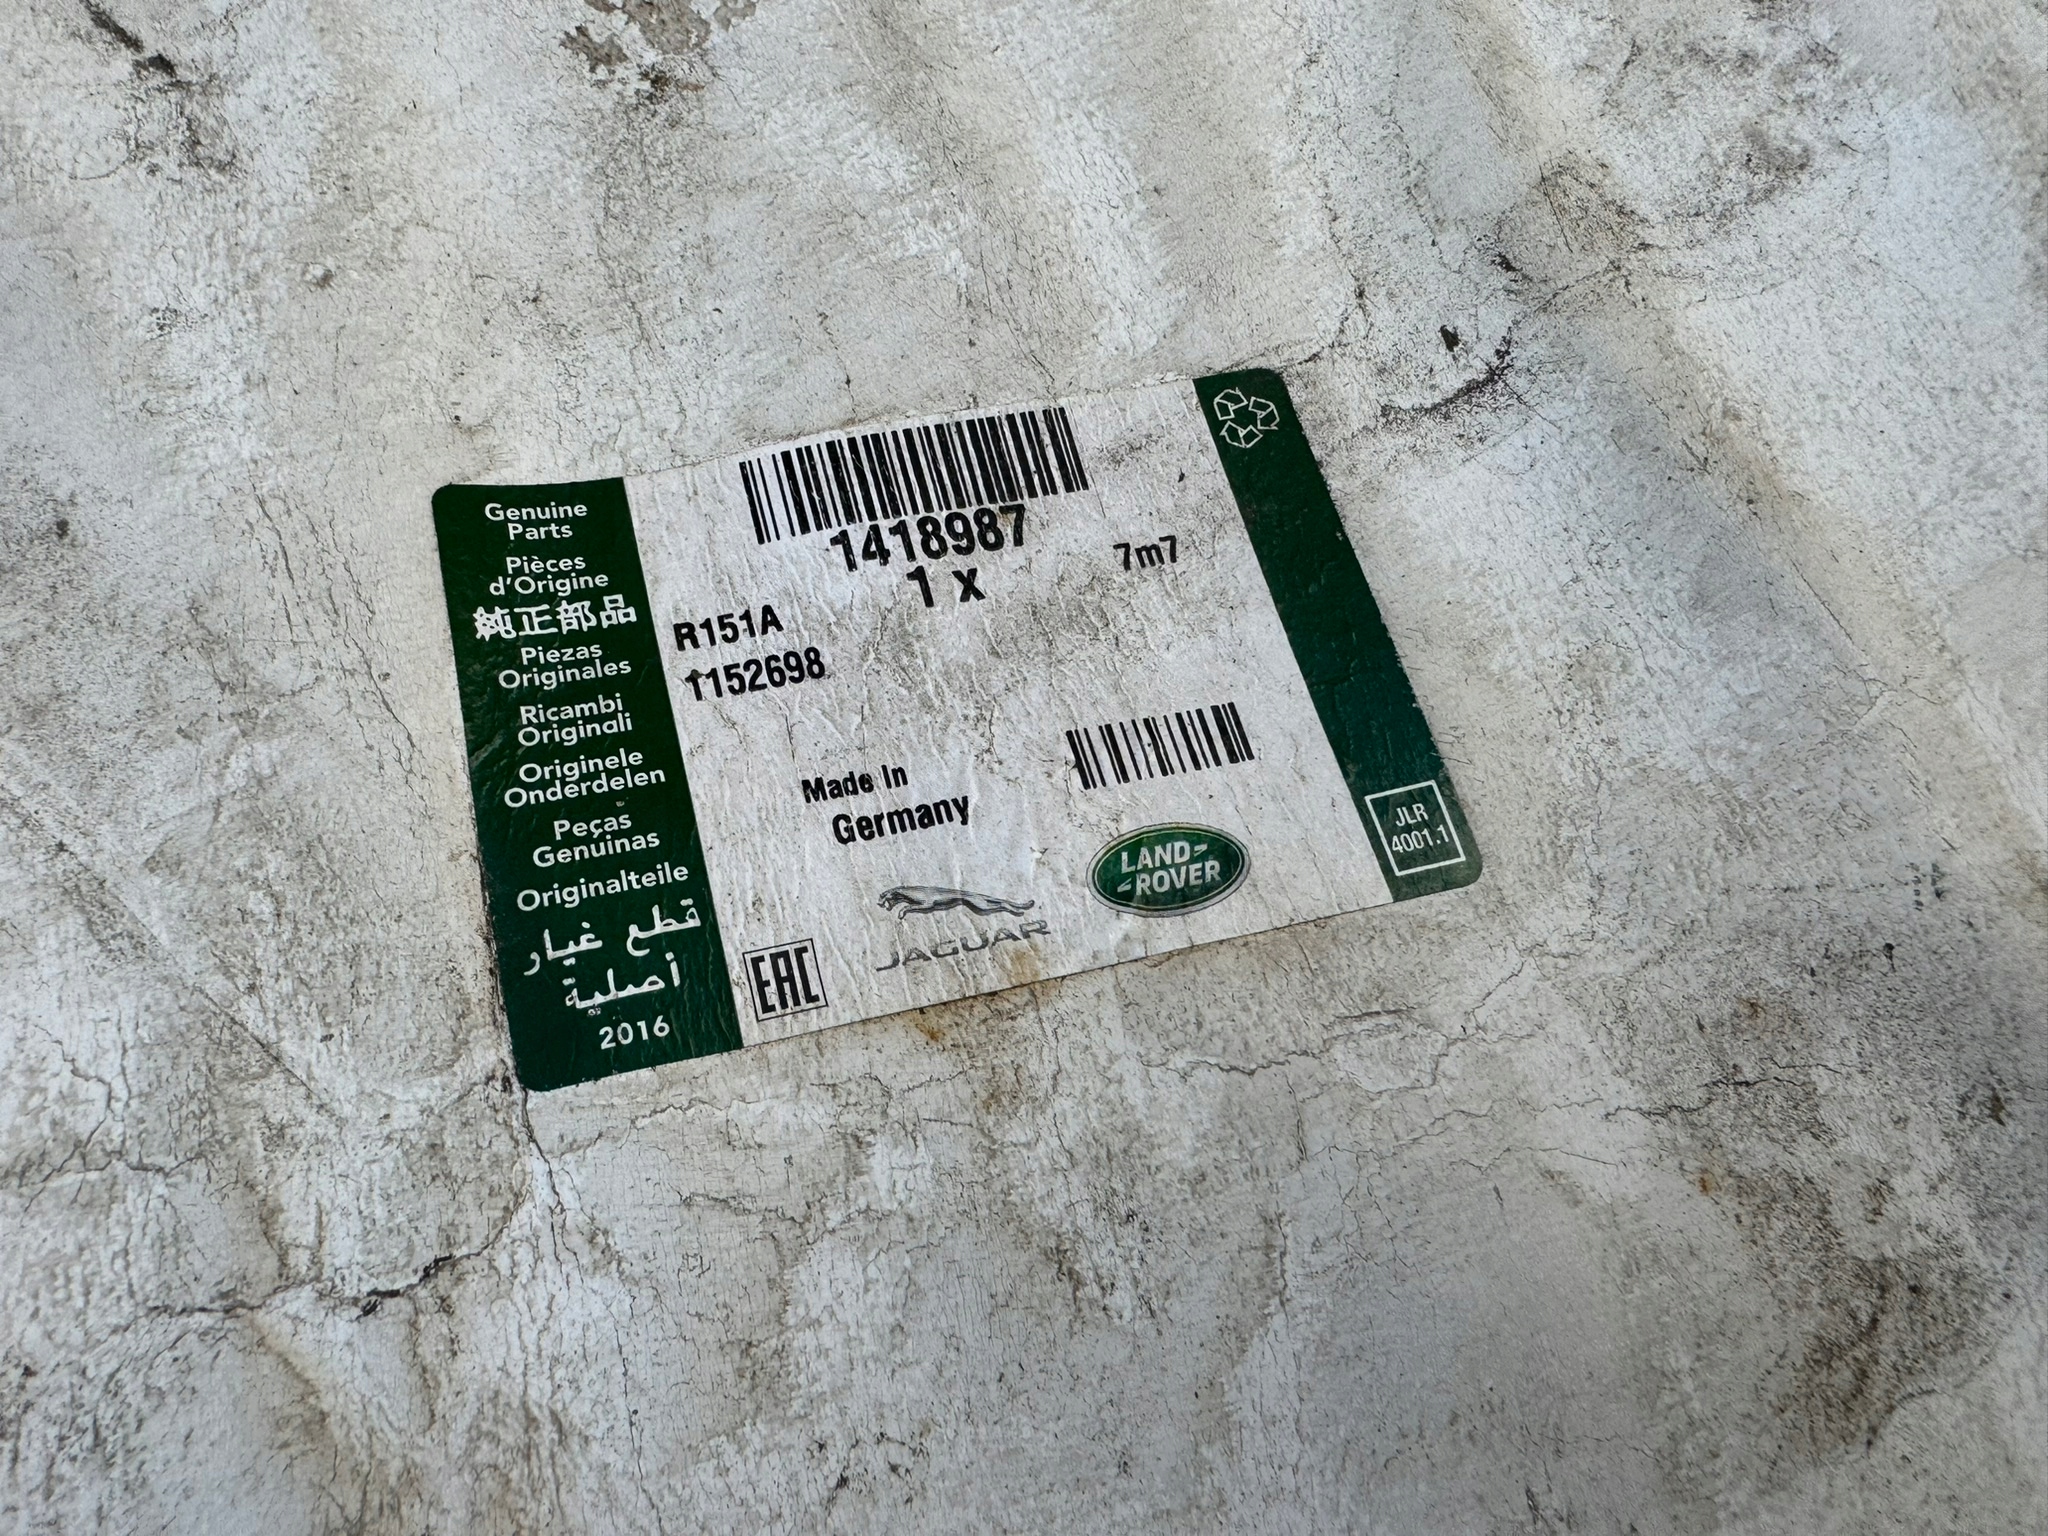 Genuine
Parts
Pièces
d'Origine
純正部品
Piezas
Originales
Ricambi
Originali
Originele
Onderdelen
Peças
Genuínas
Originalteile
قطع غيار
أصلية
2016
1418987
1 x
7m7
R151A
1152698
Made In
Germany
EAC
JAGUAR
LAND-
-ROVER
JLR
4001.1